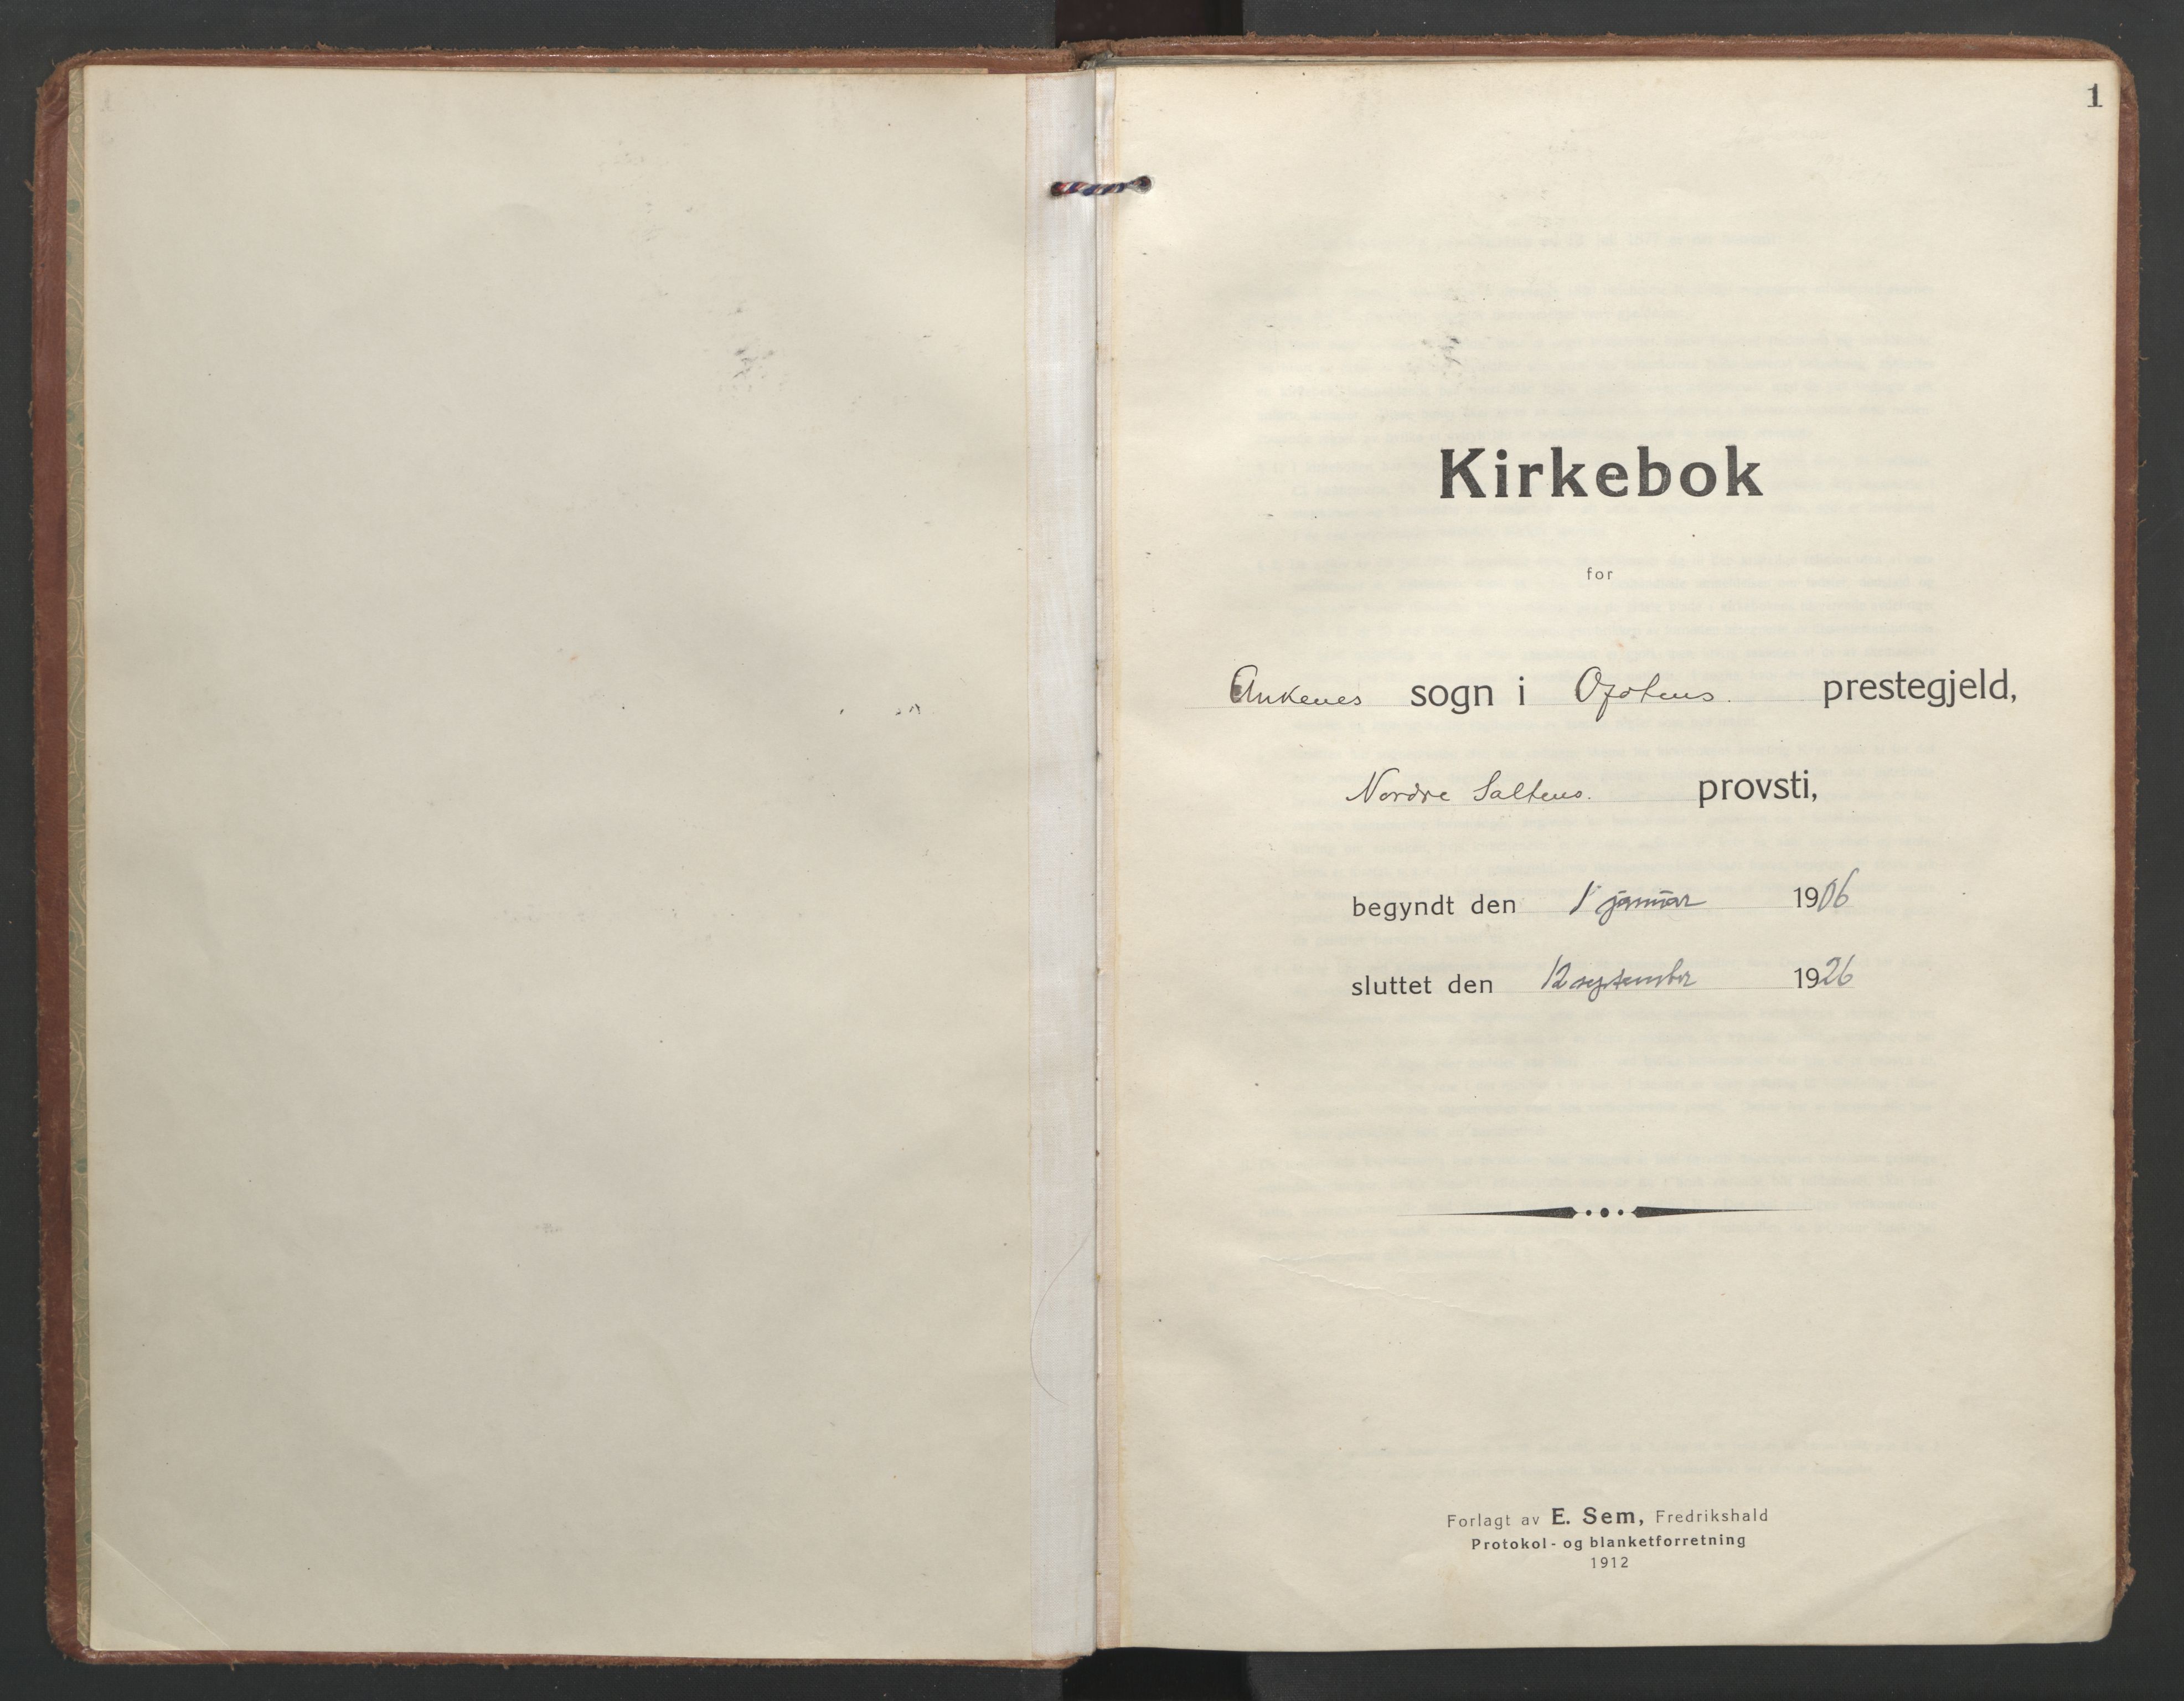 1
Kirkebok
for
Ankenes sogn i Ofotens. prestegjeld,
Nordre Saltens. provsti,
begyndt den 1 januar 1906
sluttet den 12 september 1926
Forlagt av E. Sem, Fredrikshald
Protokol- og blanketforretning
1912